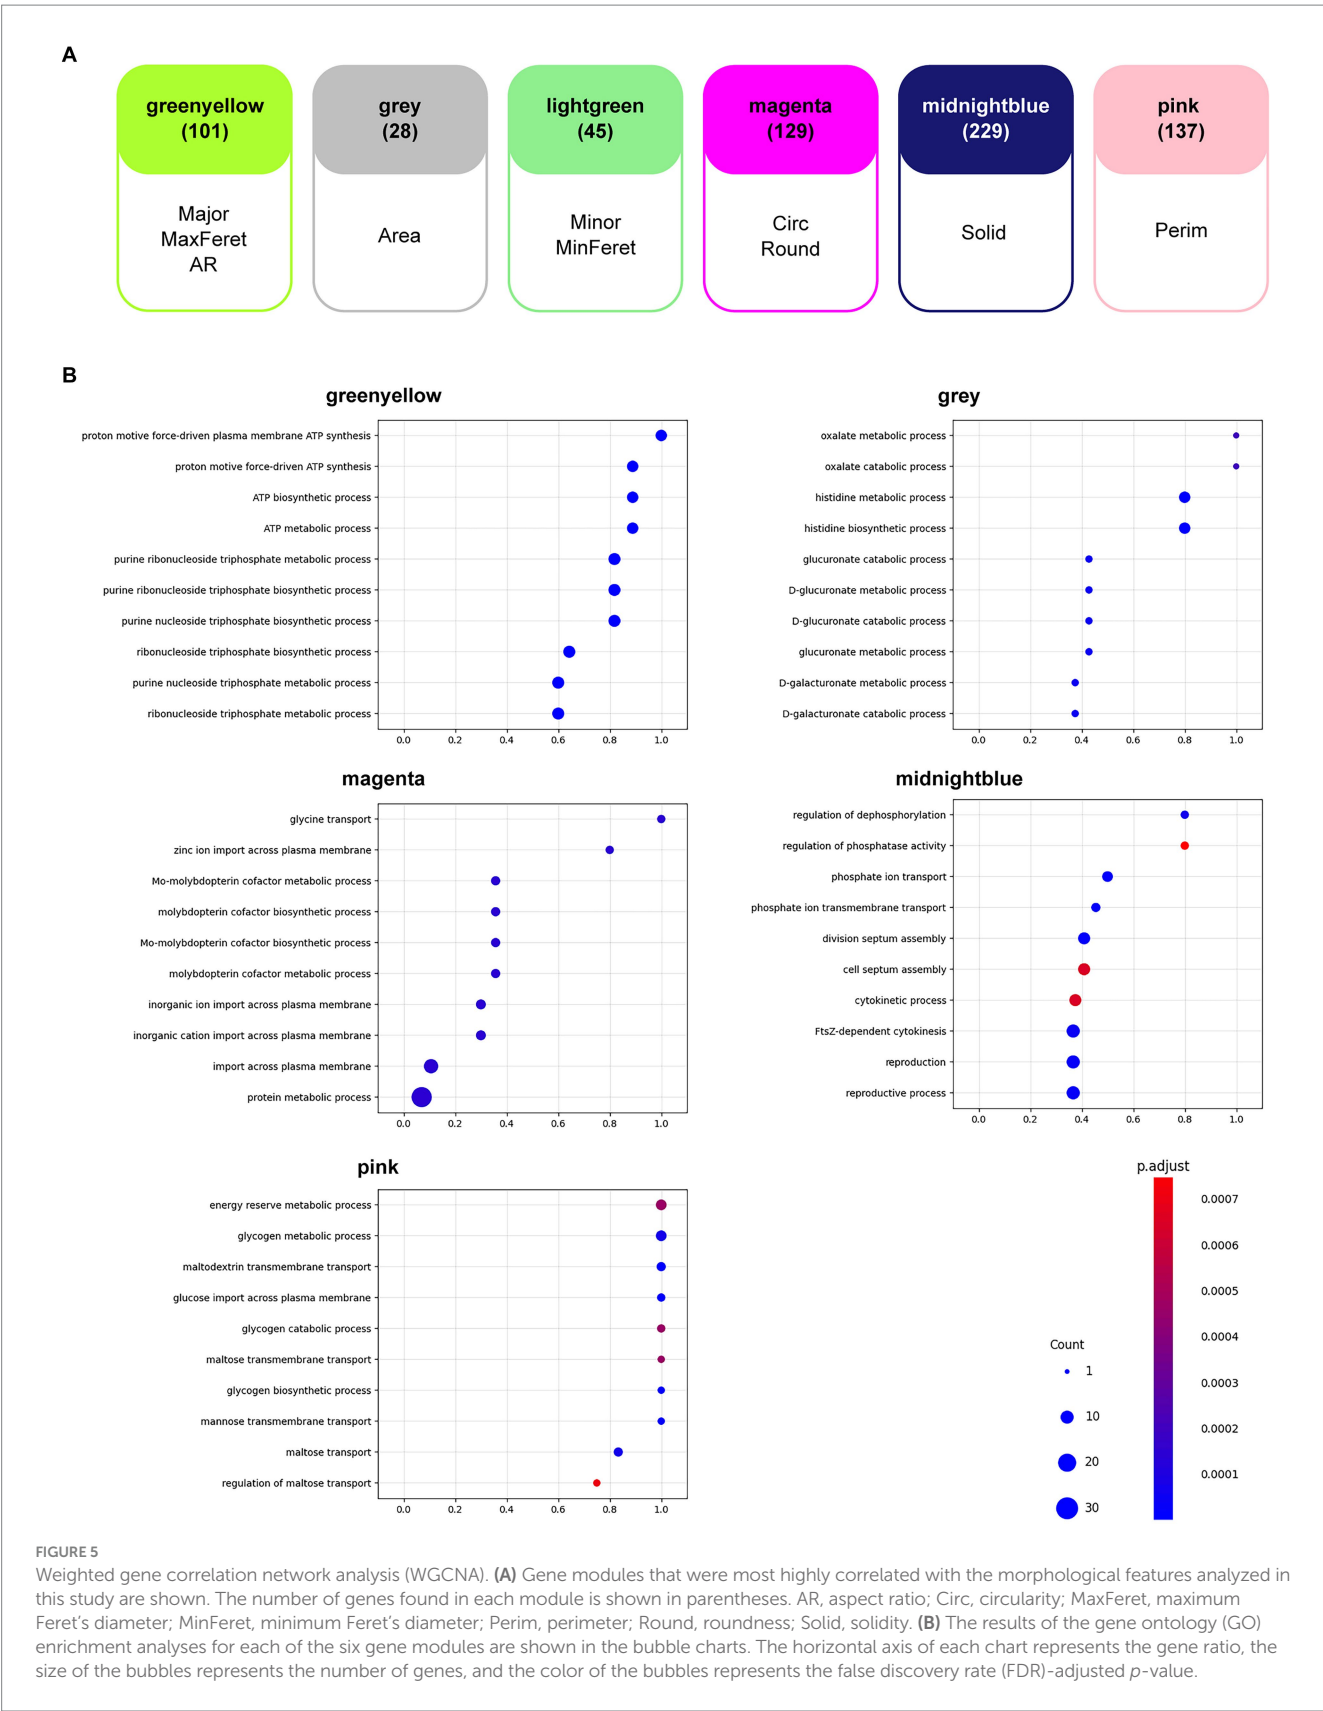 A
greenyellow
(101)
Major
MaxFeret
AR
grey
(28)
Area
lightgreen
(45)
Minor
MinFeret
magenta
(129)
Circ
Round
midnightblue
(229)
Solid
pink
(137)
Perim
B
greenyellow
proton motive force-driven plasma membrane ATP synthesis
proton motive force-driven ATP synthesis
ATP biosynthetic process
ATP metabolic process
purine ribonucleoside triphosphate metabolic process
purine ribonucleoside triphosphate biosynthetic process
purine nucleoside triphosphate biosynthetic process
ribonucleoside triphosphate biosynthetic process
purine nucleoside triphosphate metabolic process
ribonucleoside triphosphate metabolic process
0.0 0.2 0.4 0.6 0.8 1.0
grey
oxalate metabolic process
oxalate catabolic process
histidine metabolic process
histidine biosynthetic process
glucuronate catabolic process
D-glucuronate metabolic process
D-glucuronate catabolic process
glucuronate metabolic process
D-galacturonate metabolic process
D-galacturonate catabolic process
0.0 0.2 0.4 0.6 0.8 1.0
magenta
glycine transport
zinc ion import across plasma membrane
Mo-molybdopterin cofactor metabolic process
molybdopterin cofactor biosynthetic process
Mo-molybdopterin cofactor biosynthetic process
molybdopterin cofactor metabolic process
inorganic ion import across plasma membrane
inorganic cation import across plasma membrane
import across plasma membrane
protein metabolic process
0.0 0.2 0.4 0.6 0.8 1.0
midnightblue
regulation of dephosphorylation
regulation of phosphatase activity
phosphate ion transport
phosphate ion transmembrane transport
division septum assembly
cell septum assembly
cytokinetic process
FtsZ-dependent cytokinesis
reproduction
reproductive process
0.0 0.2 0.4 0.6 0.8 1.0
pink
energy reserve metabolic process
glycogen metabolic process
maltodextrin transmembrane transport
glucose import across plasma membrane
glycogen catabolic process
maltose transmembrane transport
glycogen biosynthetic process
mannose transmembrane transport
maltose transport
regulation of maltose transport
0.0 0.2 0.4 0.6 0.8 1.0
Count
1
10
20
30
p.adjust
0.0007
0.0006
0.0005
0.0004
0.0003
0.0002
0.0001
FIGURE 5
Weighted gene correlation network analysis (WGCNA). (A) Gene modules that were most highly correlated with the morphological features analyzed in
this study are shown. The number of genes found in each module is shown in parentheses. AR, aspect ratio; Circ, circularity; MaxFeret, maximum
Feret's diameter; MinFeret, minimum Feret's diameter; Perim, perimeter; Round, roundness; Solid, solidity. (B) The results of the gene ontology (GO)
enrichment analyses for each of the six gene modules are shown in the bubble charts. The horizontal axis of each chart represents the gene ratio, the
size of the bubbles represents the number of genes, and the color of the bubbles represents the false discovery rate (FDR)-adjusted p-value.